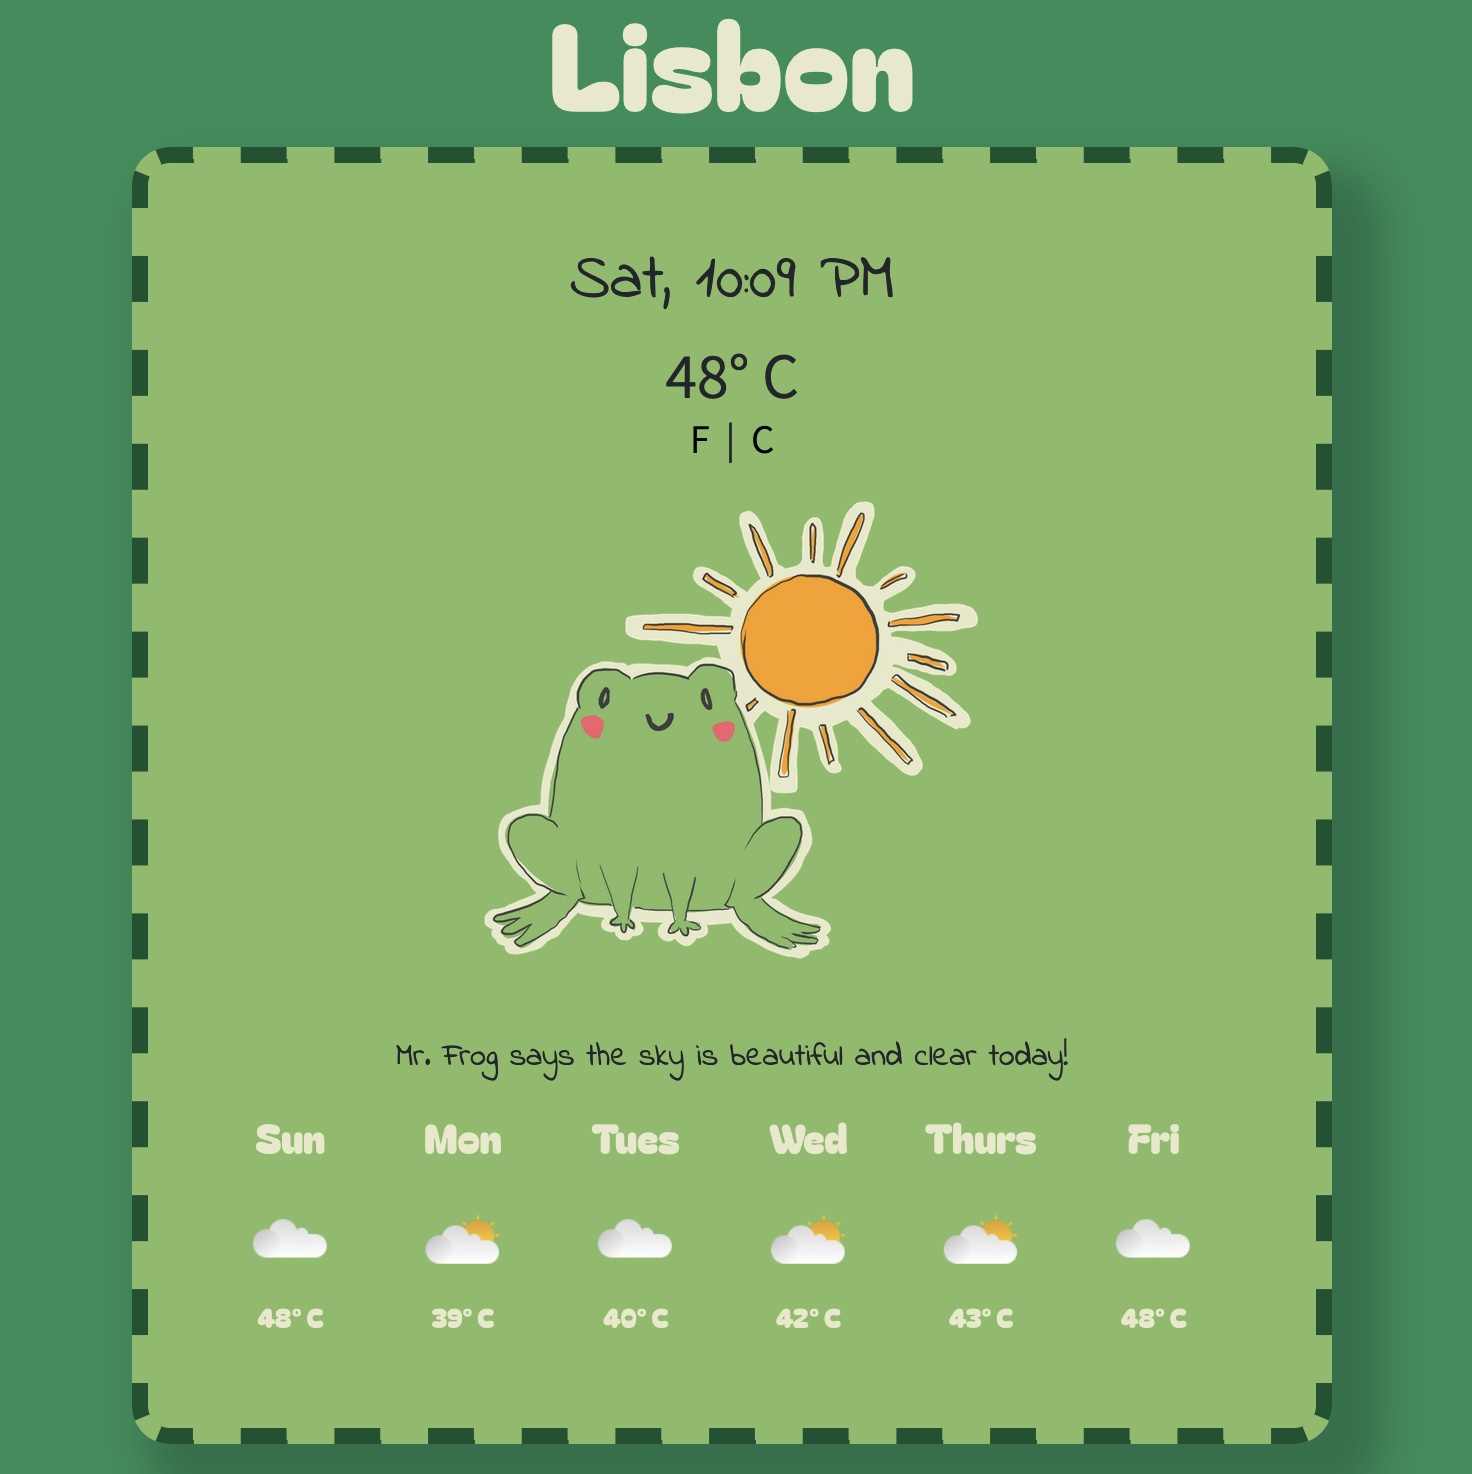 Lisbon
Sat, 10:09 PM
48° C
F | C
Mr. Frog says the sky is beautiful and clear today!
Sun Mon Tues Wed Thurs Fri
48° C 39° C 40° C 42° C 43° C 48° C